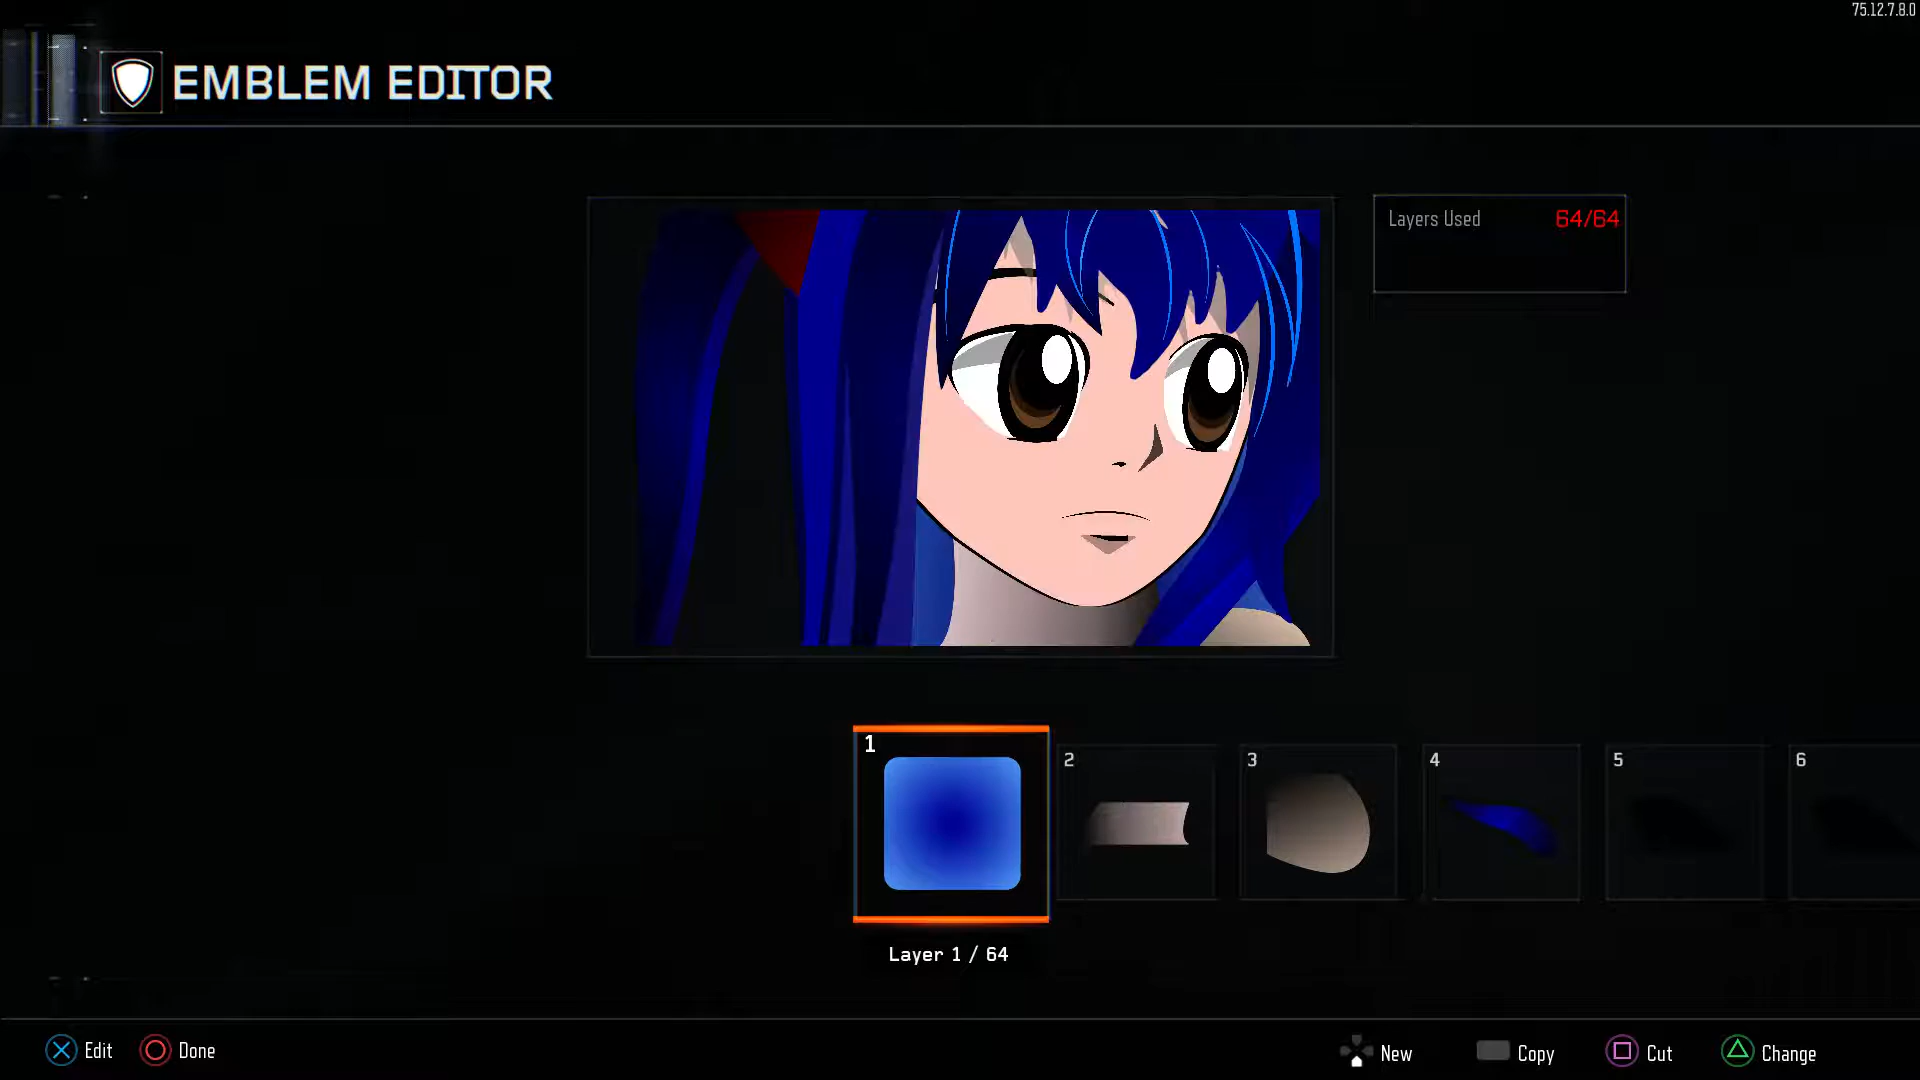 75.12.7.8.0
EMBLEM EDITOR
Layers Used 64/64
1
2
3
4
5
6
Layer 1 / 64
Edit Done New Copy Cut Change